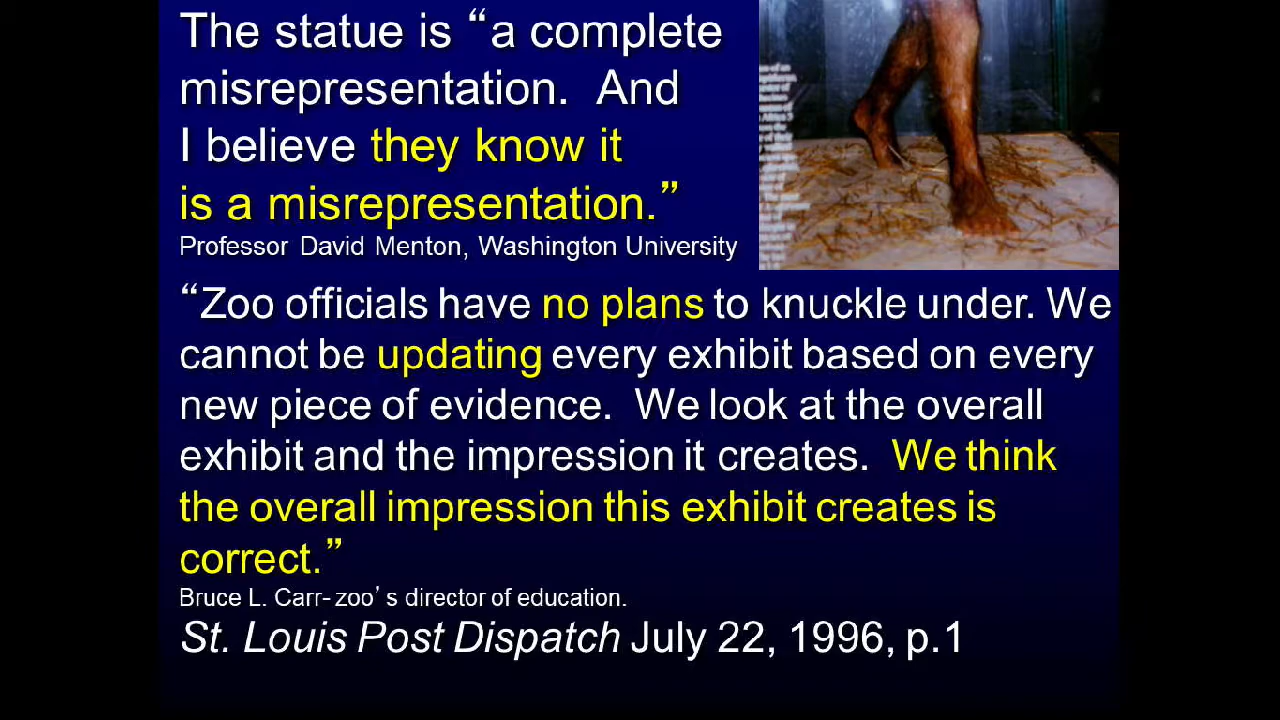 The statue is “a complete
misrepresentation.  And
I believe they know it
is a misrepresentation.”
Professor David Menton, Washington University
“Zoo officials have no plans to knuckle under. We
cannot be updating every exhibit based on every
new piece of evidence.  We look at the overall
exhibit and the impression it creates.  We think
the overall impression this exhibit creates is
correct.”
Bruce L. Carr- zoo’s director of education.
St. Louis Post Dispatch July 22, 1996, p.1